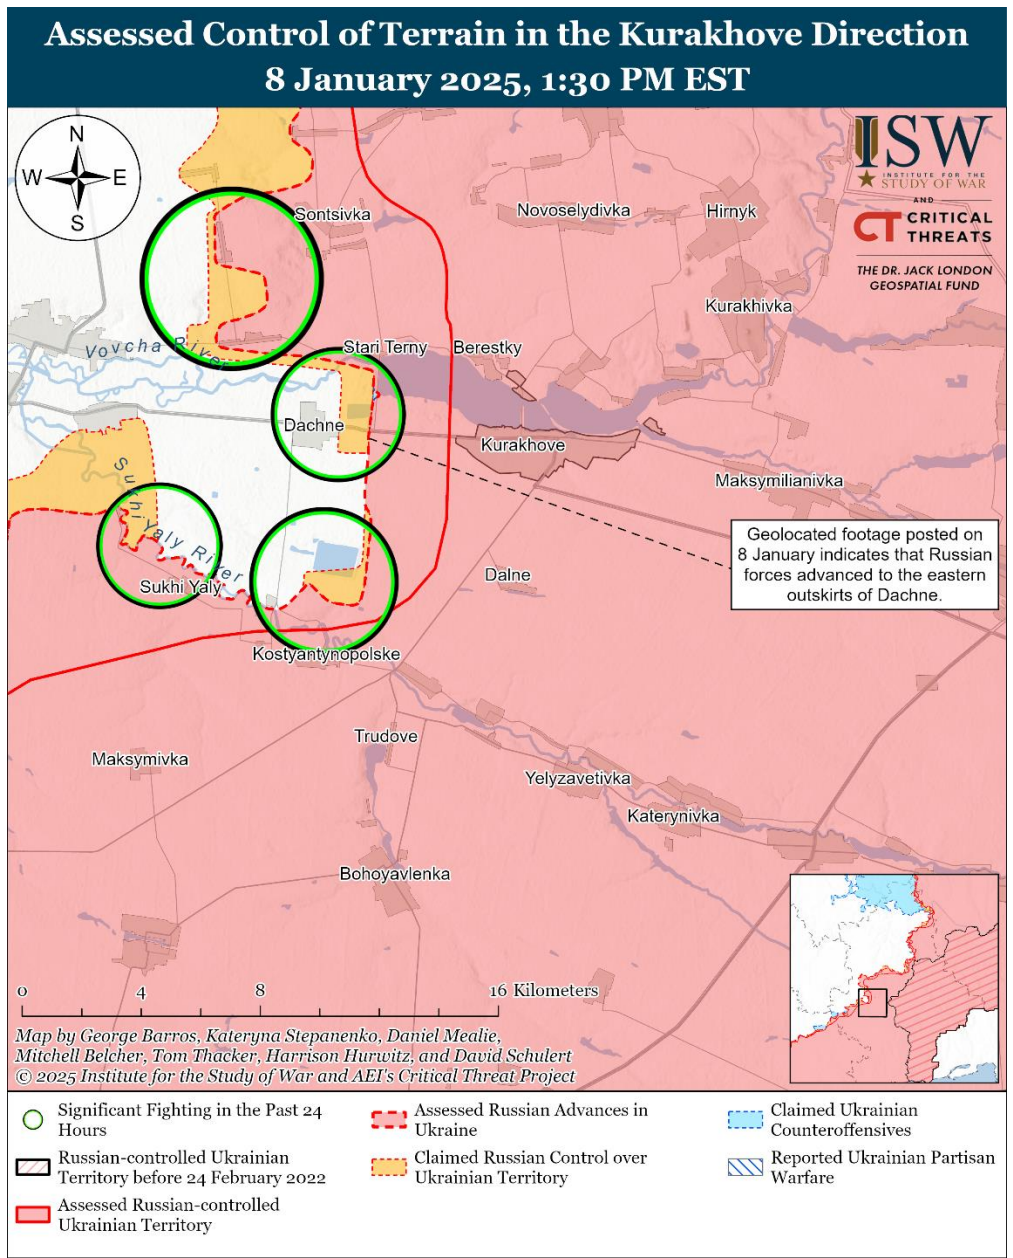 Assessed Control of Terrain in the Kurakhove Direction
8 January 2025, 1:30 PM EST
N
W
E
S
ISW
INSTITUTE FOR THE
STUDY OF WAR
AND
CT CRITICAL
THREATS
THE DR. JACK LONDON
GEOSPATIAL FUND
Sontsivka
Novoselydivka
Hirnyk
Kurakhivka
Vovcha River
Stari Terny
Berestky
Dachne
Kurakhove
Maksymilianivka
Sukhi Yaly River
Geolocated footage posted on
8 January indicates that Russian
forces advanced to the eastern
outskirts of Dachne.
Dalne
Sukhi Yaly
Kostyantynopolske
Trudove
Maksymivka
Yelyzavetivka
Katerynivka
Bohoyavlenka
0 4 8 16 Kilometers
Map by George Barros, Kateryna Stepanenko, Daniel Mealie,
Mitchell Belcher, Tom Thacker, Harrison Hurwitz, and David Schulert
© 2025 Institute for the Study of War and AEI's Critical Threat Project
Significant Fighting in the Past 24
Hours
Russian-controlled Ukrainian
Territory before 24 February 2022
Assessed Russian-controlled
Ukrainian Territory
Assessed Russian Advances in
Ukraine
Claimed Russian Control over
Ukrainian Territory
Claimed Ukrainian
Counteroffensives
Reported Ukrainian Partisan
Warfare